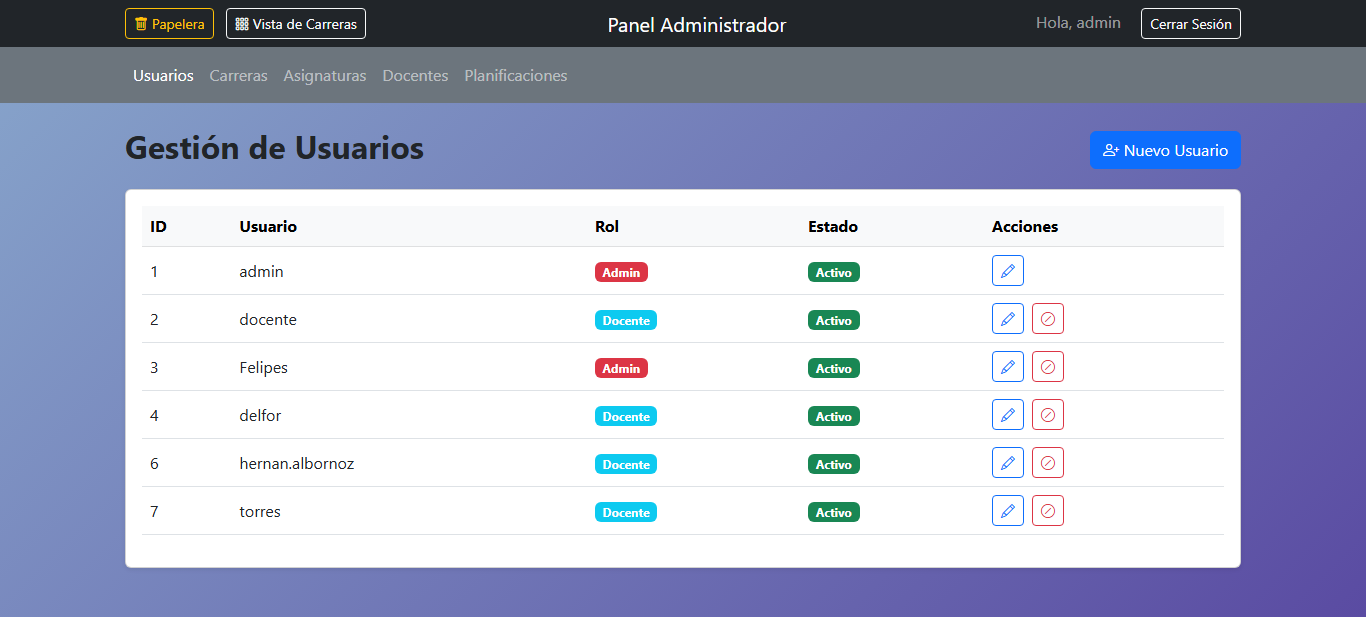 Papelera Vista de Carreras Panel Administrador Hola, admin Cerrar Sesión
Usuarios Carreras Asignaturas Docentes Planificaciones
Gestión de Usuarios Nuevo Usuario
ID Usuario Rol Estado Acciones
1 admin Admin Activo
2 docente Docente Activo
3 Felipes Admin Activo
4 delfor Docente Activo
6 hernan.albornoz Docente Activo
7 torres Docente Activo